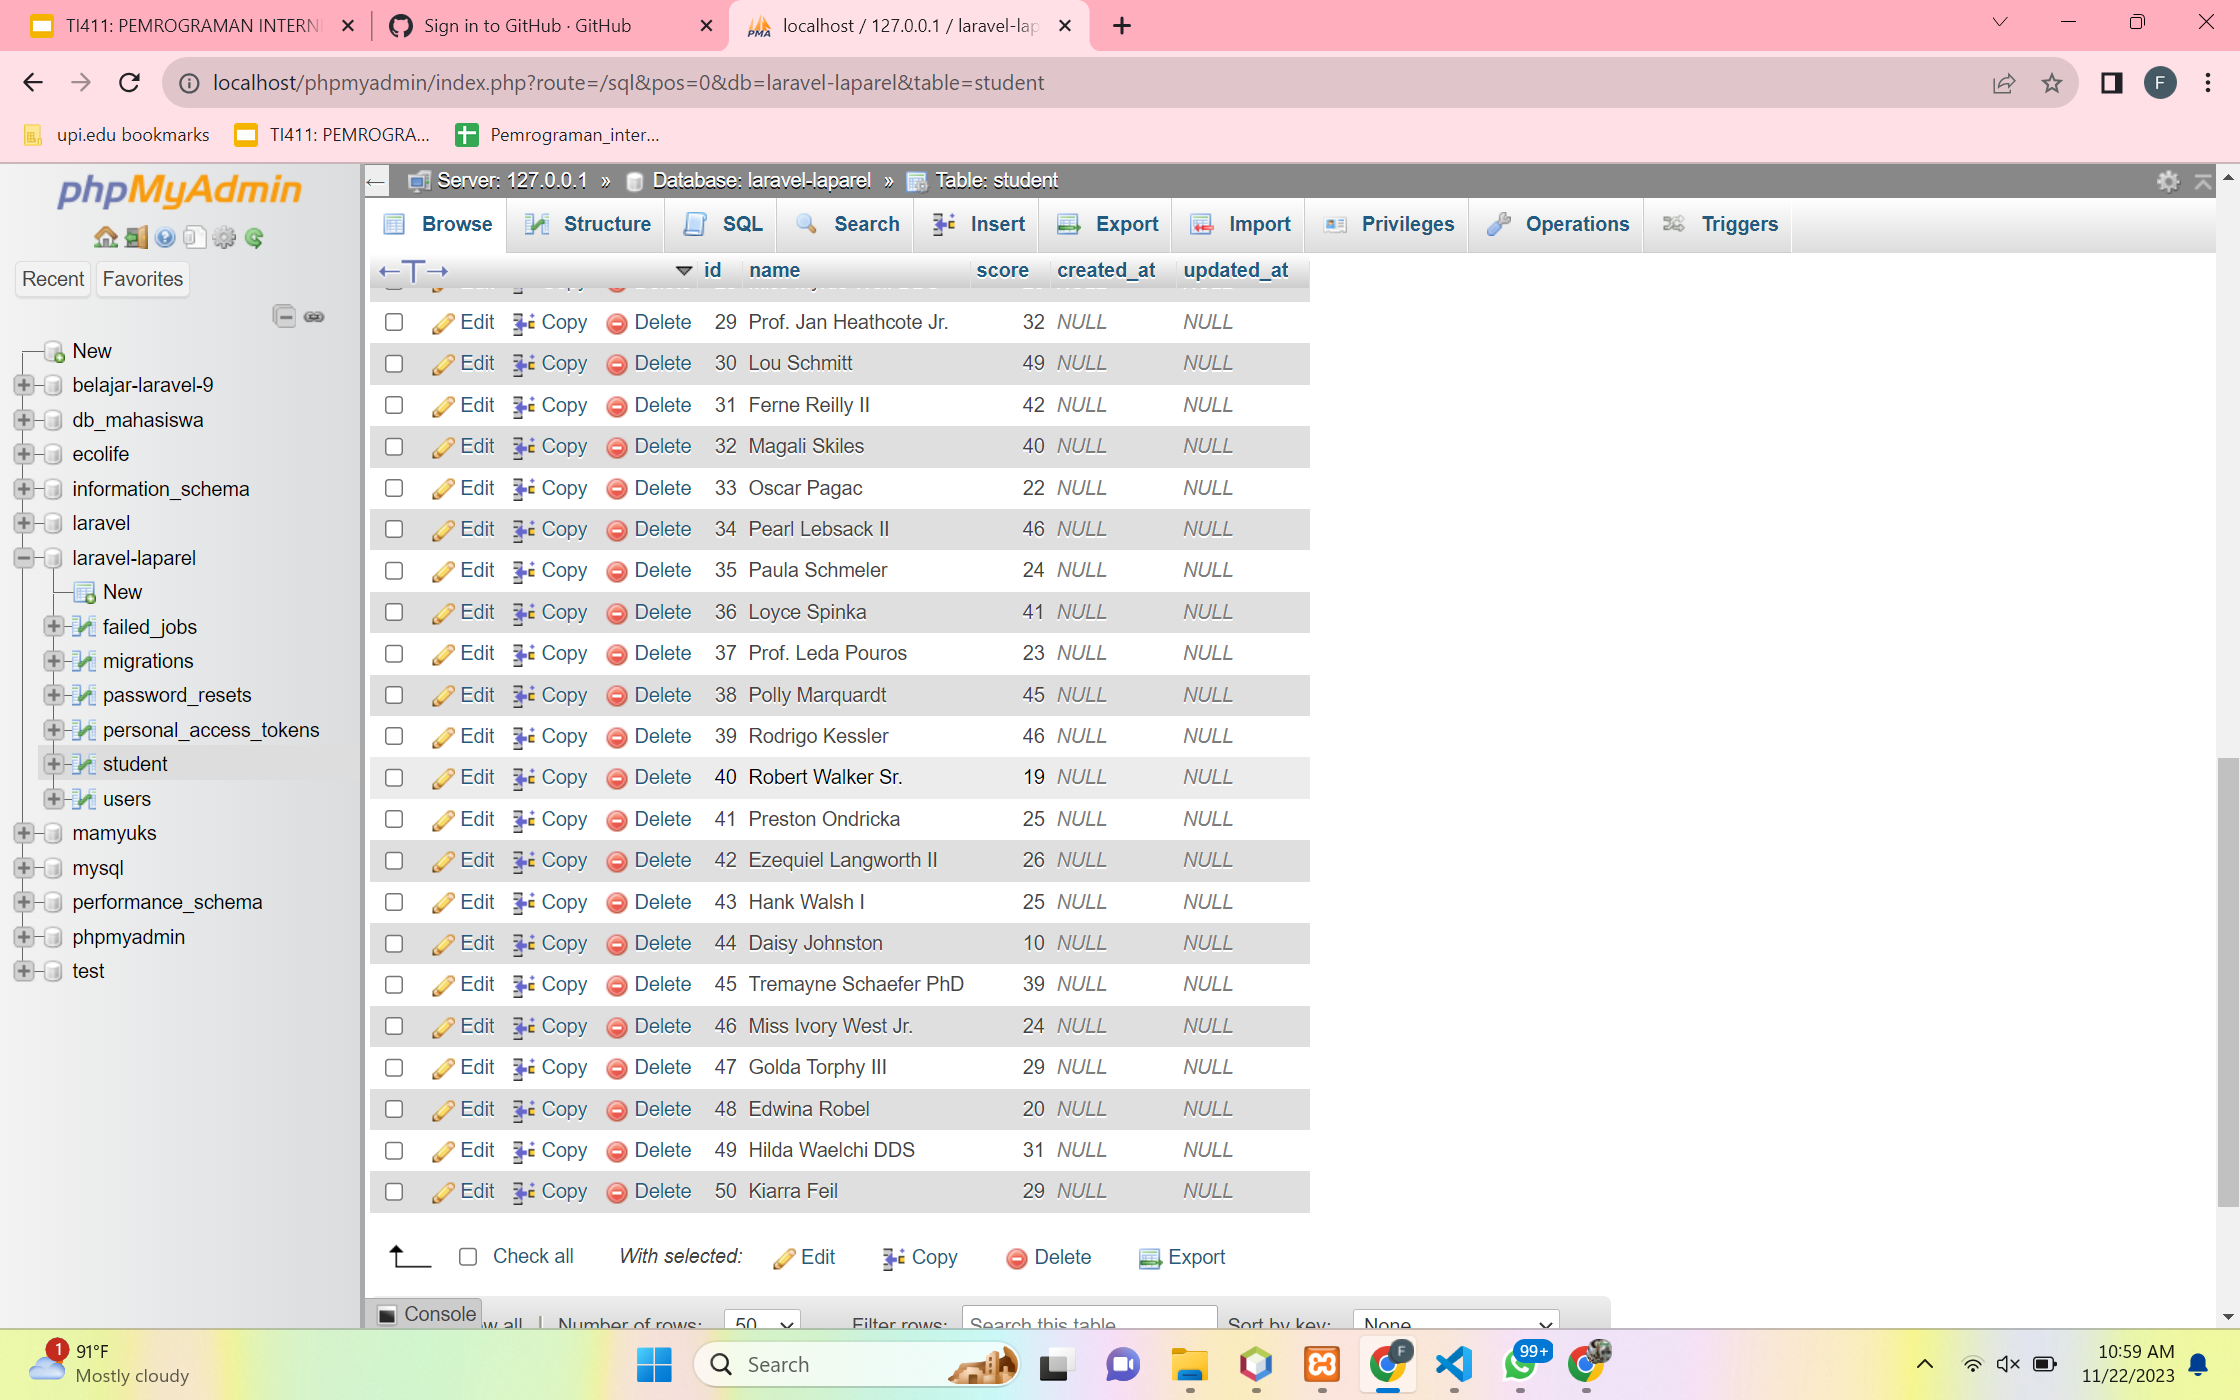 TI411: PEMROGRAMAN INTERN
Sign in to GitHub · GitHub
localhost / 127.0.0.1 / laravel-lap
localhost/phpmyadmin/index.php?route=/sql&pos=0&db=laravel-laparel&table=student
F
upi.edu bookmarks
TI411: PEMROGRA...
Pemrograman_inter...
phpMyAdmin
Recent
Favorites
New
belajar-laravel-9
db_mahasiswa
ecolife
information_schema
laravel
laravel-laparel
New
failed_jobs
migrations
password_resets
personal_access_tokens
student
users
mamyuks
mysql
performance_schema
phpmyadmin
test
Server: 127.0.0.1 » Database: laravel-laparel » Table: student
Browse Structure SQL Search Insert Export Import Privileges Operations Triggers
id name score created_at updated_at
Edit Copy Delete 29 Prof. Jan Heathcote Jr. 32 NULL NULL
Edit Copy Delete 30 Lou Schmitt 49 NULL NULL
Edit Copy Delete 31 Ferne Reilly II 42 NULL NULL
Edit Copy Delete 32 Magali Skiles 40 NULL NULL
Edit Copy Delete 33 Oscar Pagac 22 NULL NULL
Edit Copy Delete 34 Pearl Lebsack II 46 NULL NULL
Edit Copy Delete 35 Paula Schmeler 24 NULL NULL
Edit Copy Delete 36 Loyce Spinka 41 NULL NULL
Edit Copy Delete 37 Prof. Leda Pouros 23 NULL NULL
Edit Copy Delete 38 Polly Marquardt 45 NULL NULL
Edit Copy Delete 39 Rodrigo Kessler 46 NULL NULL
Edit Copy Delete 40 Robert Walker Sr. 19 NULL NULL
Edit Copy Delete 41 Preston Ondricka 25 NULL NULL
Edit Copy Delete 42 Ezequiel Langworth II 26 NULL NULL
Edit Copy Delete 43 Hank Walsh I 25 NULL NULL
Edit Copy Delete 44 Daisy Johnston 10 NULL NULL
Edit Copy Delete 45 Tremayne Schaefer PhD 39 NULL NULL
Edit Copy Delete 46 Miss Ivory West Jr. 24 NULL NULL
Edit Copy Delete 47 Golda Torphy III 29 NULL NULL
Edit Copy Delete 48 Edwina Robel 20 NULL NULL
Edit Copy Delete 49 Hilda Waelchi DDS 31 NULL NULL
Edit Copy Delete 50 Kiarra Feil 29 NULL NULL
Check all With selected: Edit Copy Delete Export
Console
w all Number of rows: 50 Filter rows: Search this table Sort by key: None
1
91°F
Mostly cloudy
Search
F
99+
10:59 AM
11/22/2023